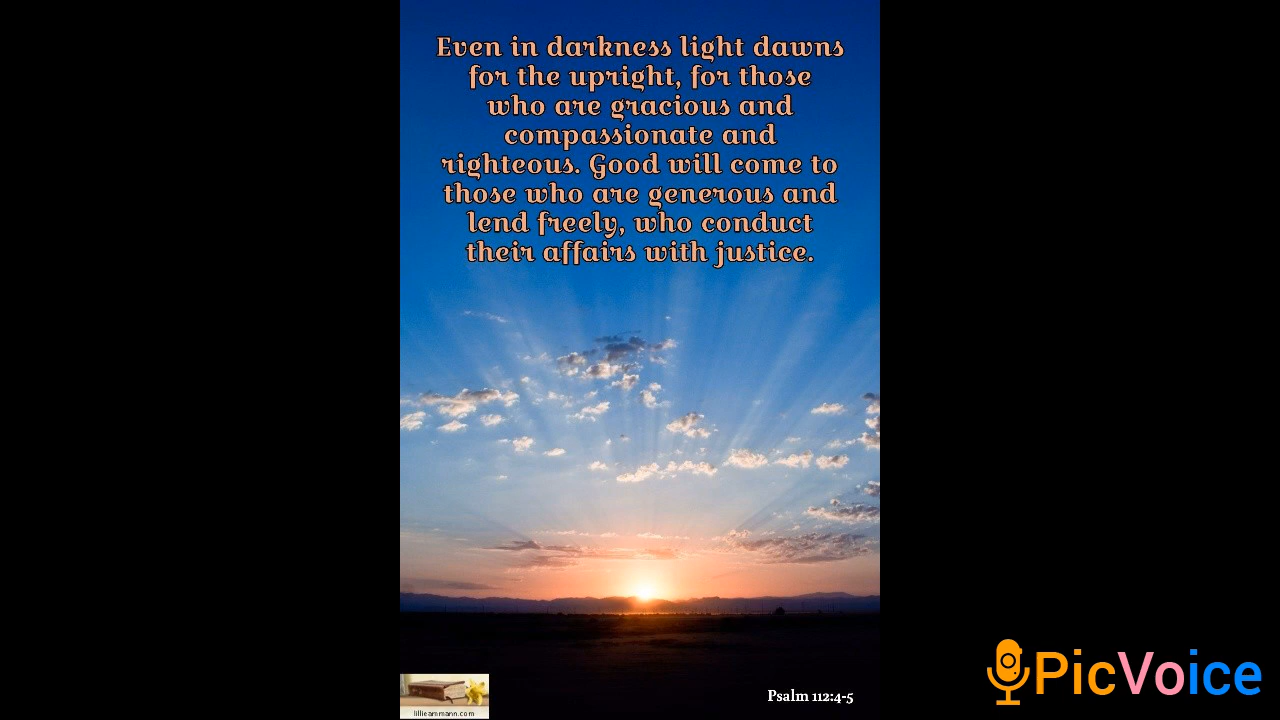 Even in darkness light dawns
for the upright, for those
who are gracious and
compassionate and
righteous. Good will come to
those who are generous and
lend freely, who conduct
their affairs with justice.
lillieammann.com
Psalm 112:4-5
PicVoice